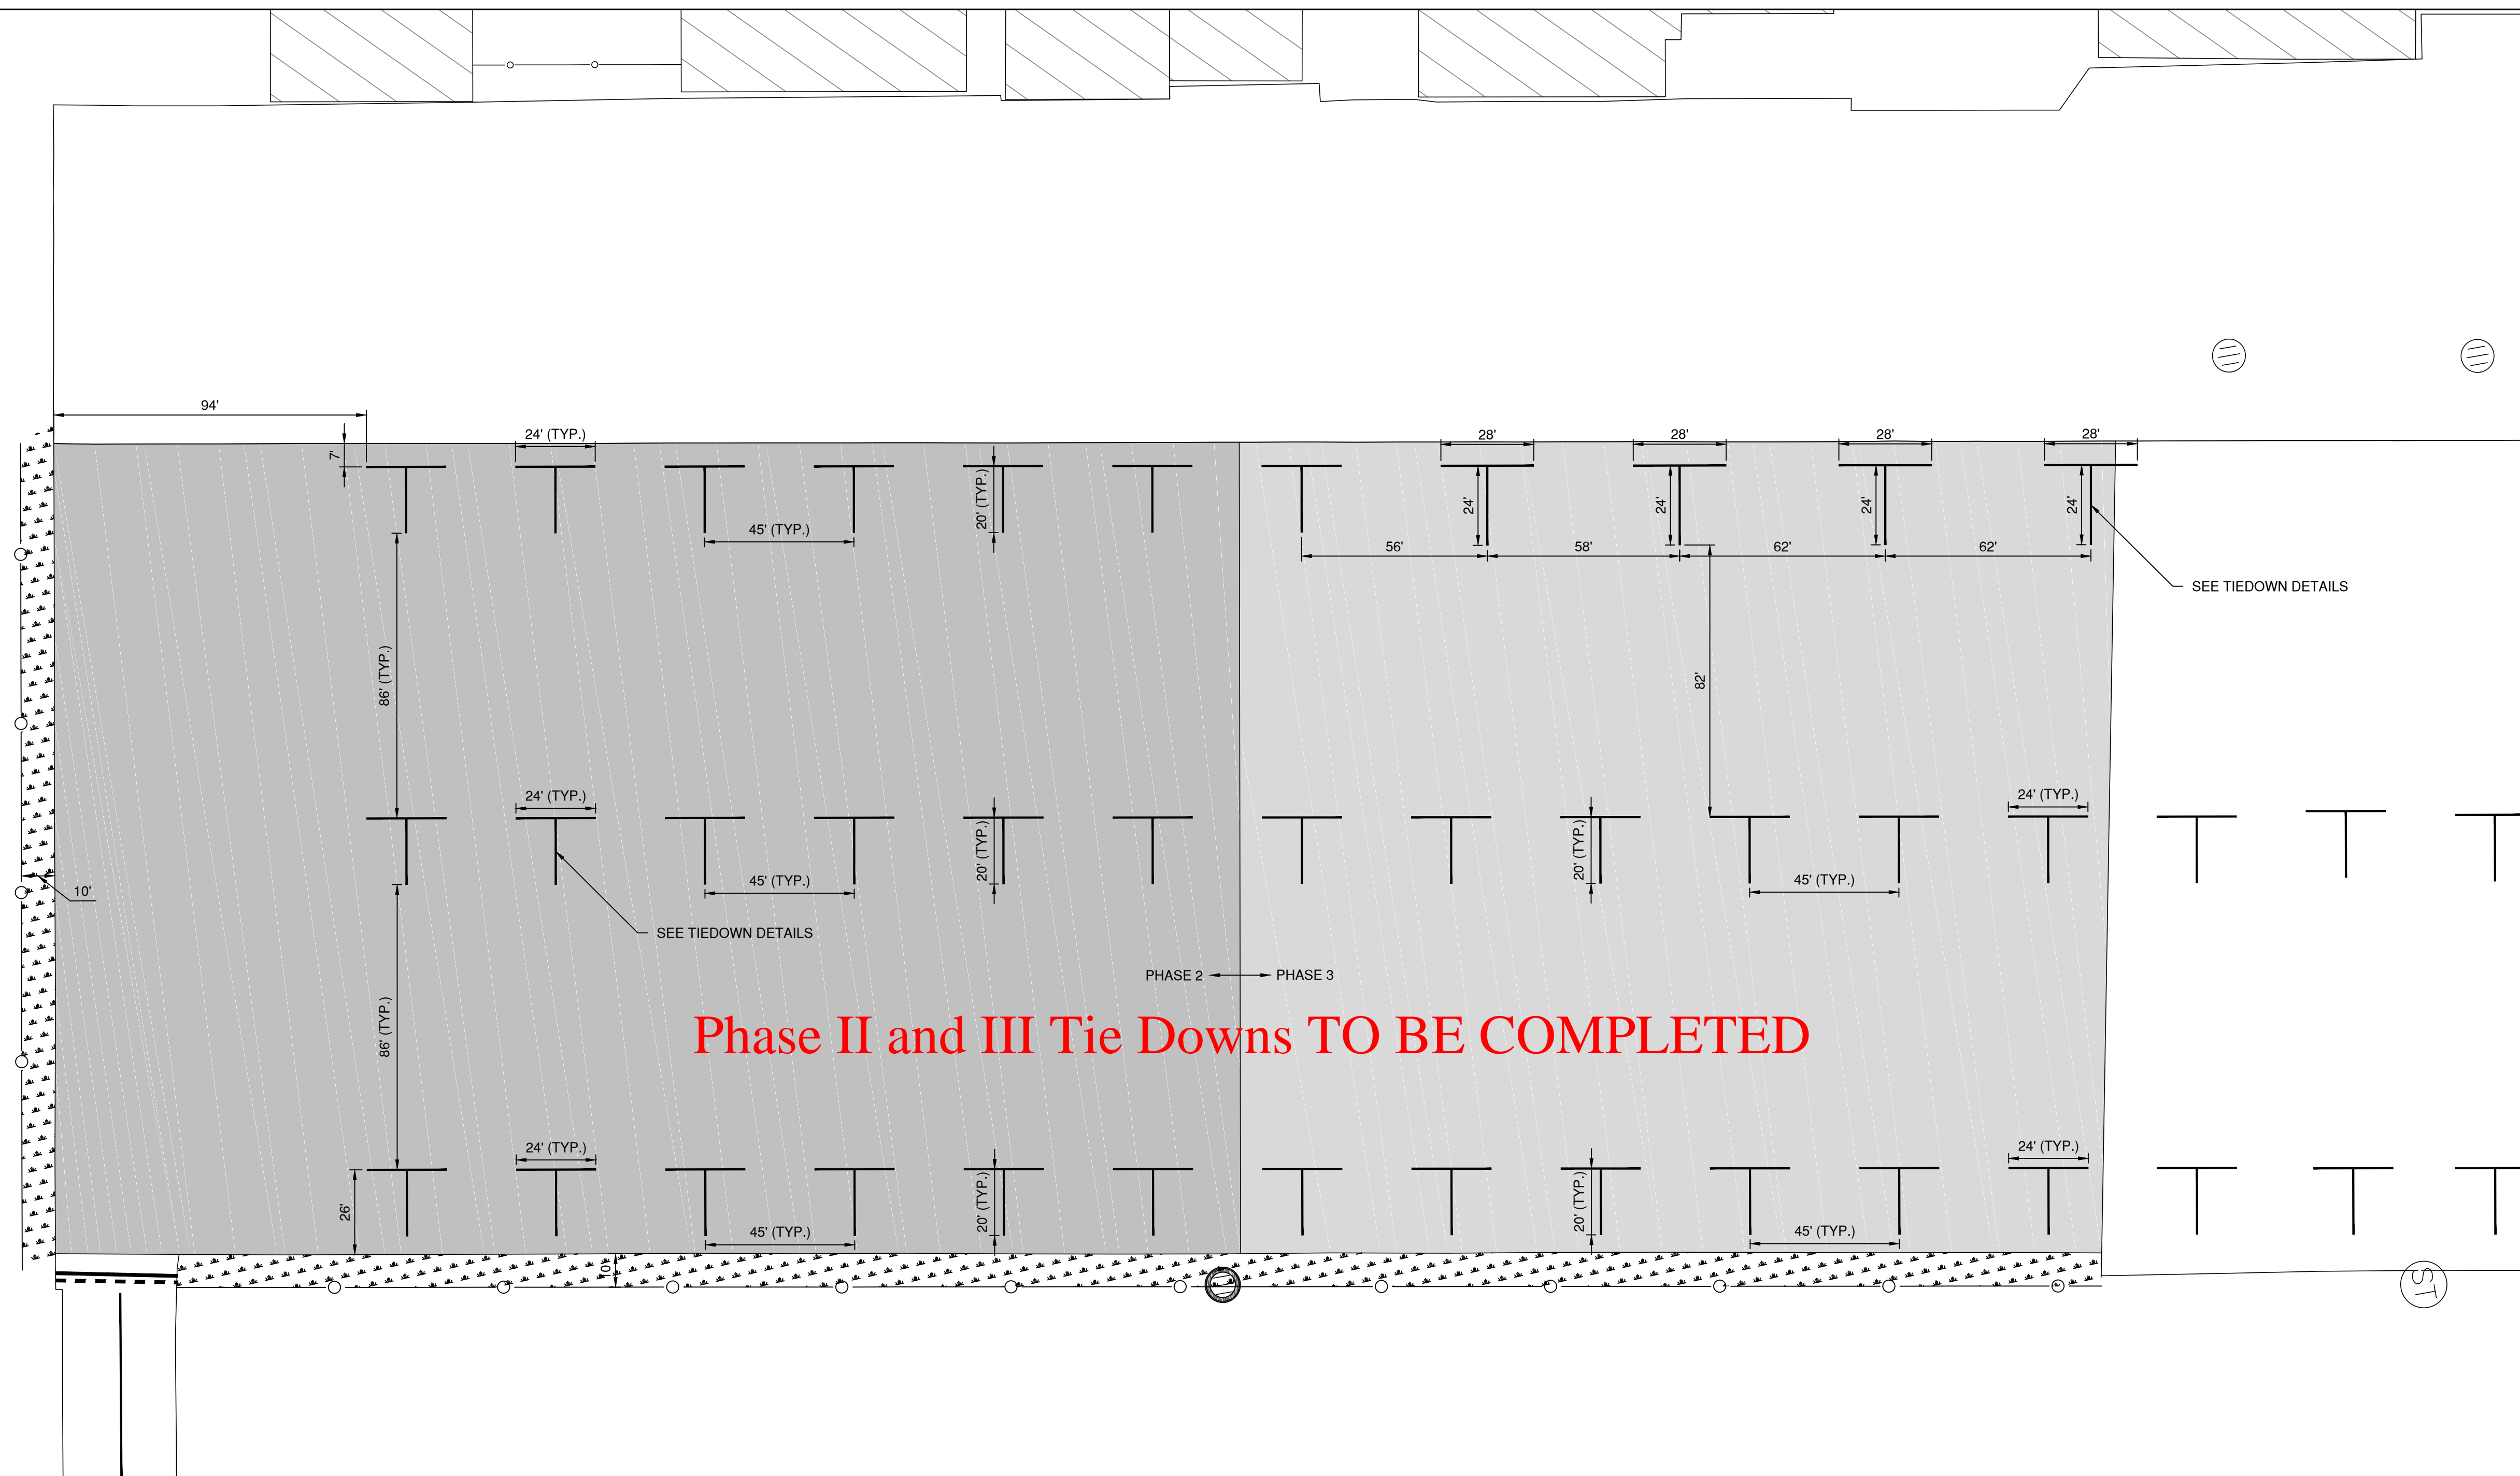 94'
24' (TYP.)
28'
28'
28'
28'
7'
20' (TYP.)
24'
24'
24'
24'
45' (TYP.)
56'
58'
62'
62'
SEE TIEDOWN DETAILS
86' (TYP.)
82'
24' (TYP.)
24' (TYP.)
20' (TYP.)
20' (TYP.)
45' (TYP.)
45' (TYP.)
10'
SEE TIEDOWN DETAILS
PHASE 2
PHASE 3
86' (TYP.)
Phase II and III Tie Downs TO BE COMPLETED
24' (TYP.)
24' (TYP.)
26'
20' (TYP.)
20' (TYP.)
45' (TYP.)
45' (TYP.)
10'
ST